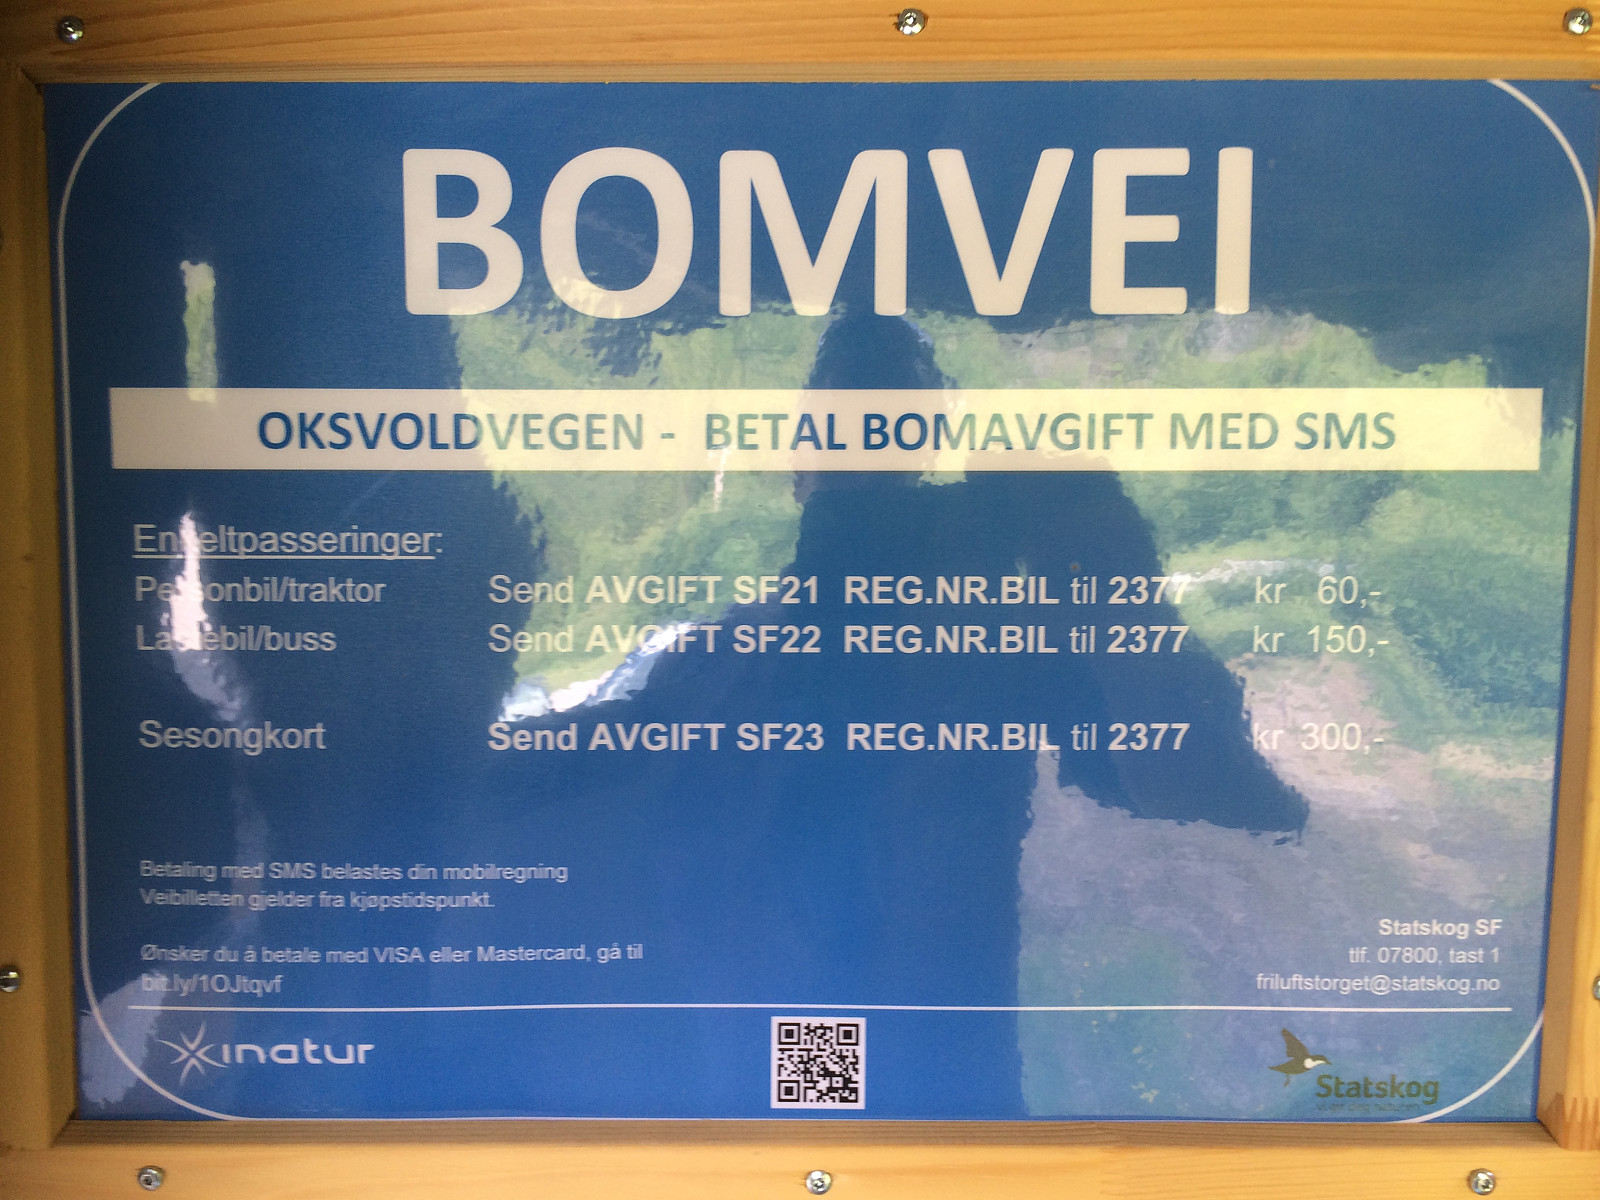 BOMVEI
OKSVOLDVEGEN - BETAL BOMAVGIFT MED SMS
Enkeltpasseringer:
Personbil/traktor Send AVGIFT SF21 REG.NR.BIL til 2377 kr 60,-
Lastebil/buss Send AVGIFT SF22 REG.NR.BIL til 2377 kr 150,-
Sesongkort Send AVGIFT SF23 REG.NR.BIL til 2377 kr 300,-
Betaling med SMS belastes din mobilregning
Veibilletten gjelder fra kjøpstidspunkt.
Ønsker du å betale med VISA eller Mastercard, gå til
bit.ly/1OJtqvf
Statskog SF
tlf. 07800, tast 1
friluftstorget@statskog.no
inatur
Statskog